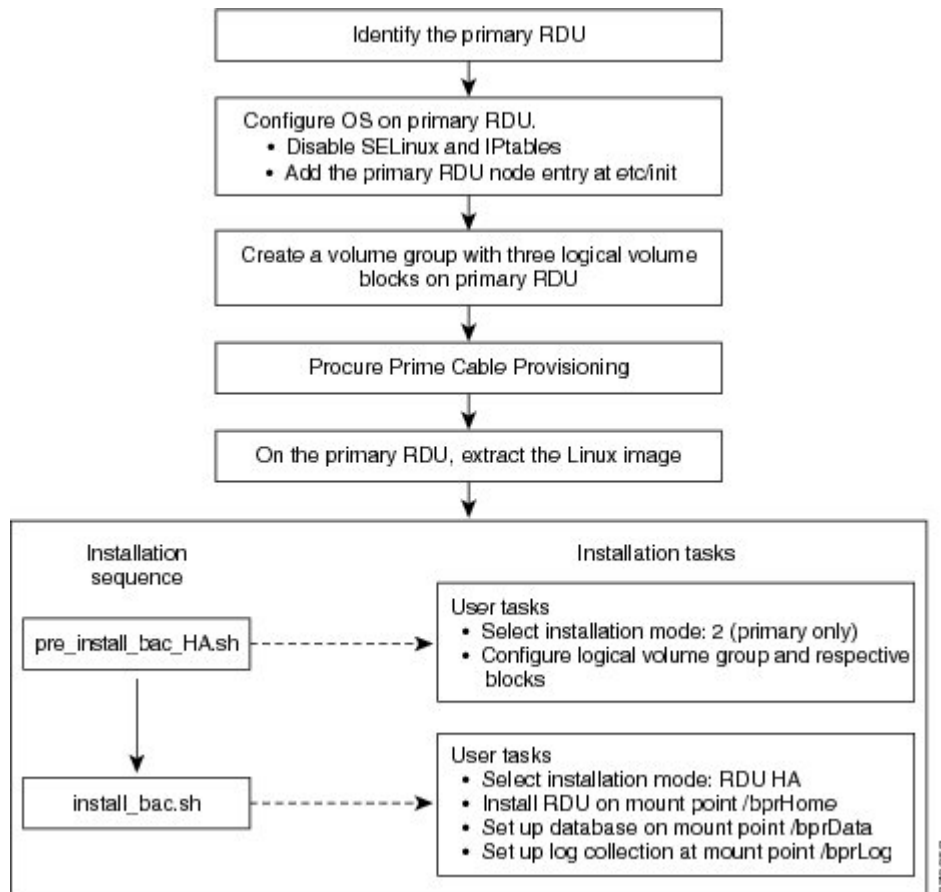 Identify the primary RDU
Configure OS on primary RDU.
• Disable SELinux and IPtables
• Add the primary RDU node entry at etc/init
Create a volume group with three logical volume
blocks on primary RDU
Procure Prime Cable Provisioning
On the primary RDU, extract the Linux image
Installation
sequence
Installation tasks
pre_install_bac_HA.sh
User tasks
• Select installation mode: 2 (primary only)
• Configure logical volume group and respective
blocks
install_bac.sh
User tasks
• Select installation mode: RDU HA
• Install RDU on mount point /bprHome
• Set up database on mount point /bprData
• Set up log collection at mount point /bprLog